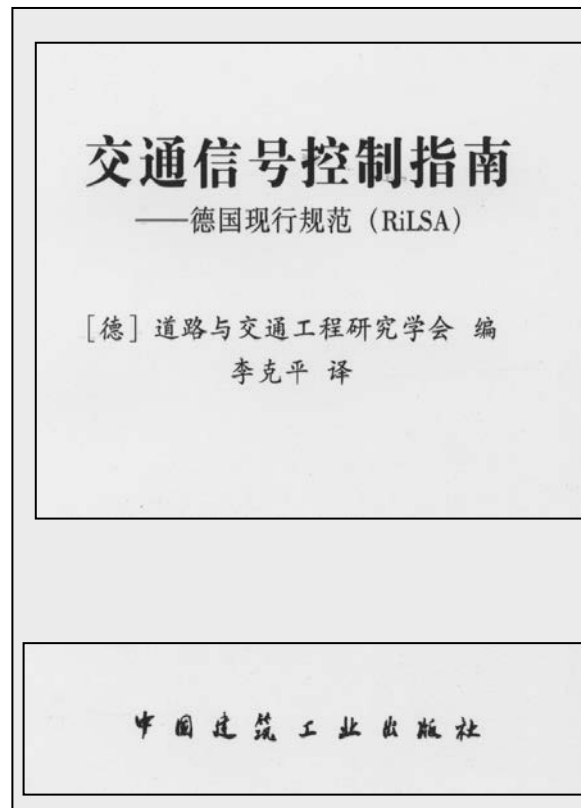 交通信号控制指南
——德国现行规范（RiLSA）
［德］道路与交通工程研究学会 编
李克平 译
中国建筑工业出版社